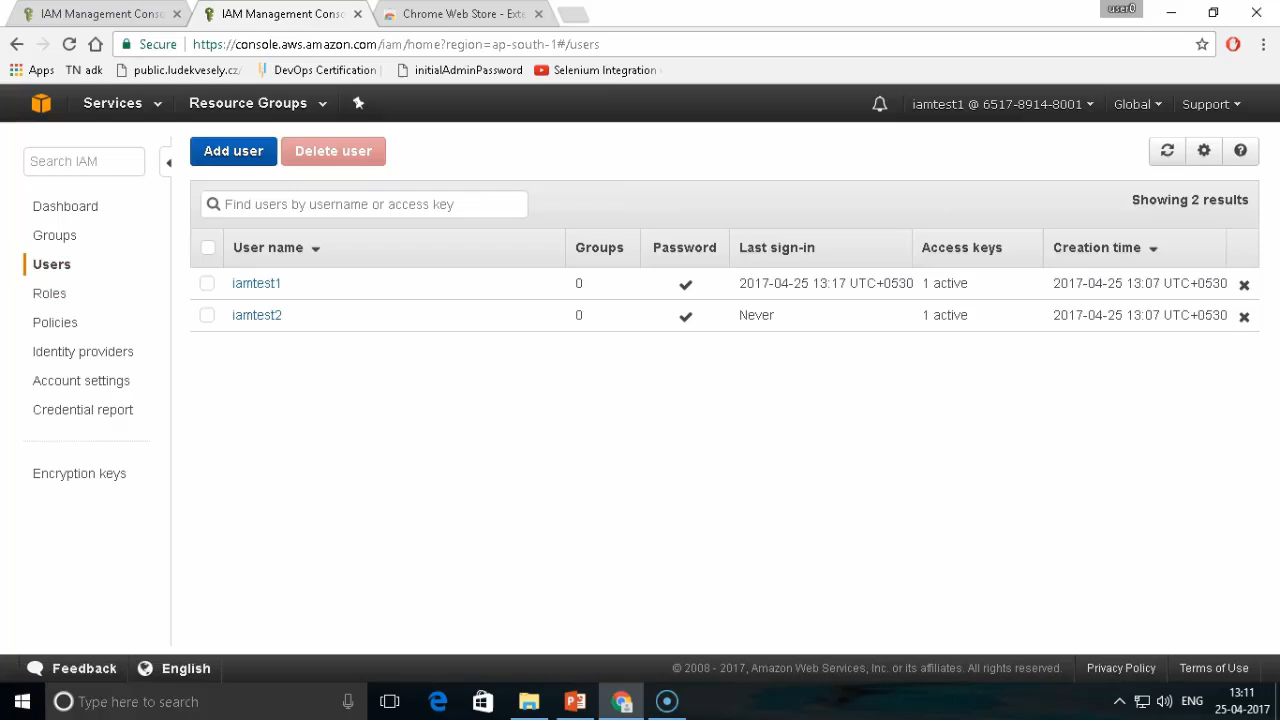 user0
IAM Management Conso
IAM Management Conso
Chrome Web Store - Exte
Secure
https://console.aws.amazon.com/iam/home?region=ap-south-1#/users
Apps
TN adk
public.ludekvesely.cz/
DevOps Certification
initialAdminPassword
Selenium Integration
Services
Resource Groups
iamtest1 @ 6517-8914-8001
Global
Support
Search IAM
Add user
Delete user
Find users by username or access key
Showing 2 results
Dashboard
Groups
Users
Roles
Policies
Identity providers
Account settings
Credential report
Encryption keys
User name Groups Password Last sign-in Access keys Creation time
iamtest1 0 2017-04-25 13:17 UTC+0530 1 active 2017-04-25 13:07 UTC+0530
iamtest2 0 Never 1 active 2017-04-25 13:07 UTC+0530
Feedback
English
© 2008 - 2017, Amazon Web Services, Inc. or its affiliates. All rights reserved.
Privacy Policy
Terms of Use
Type here to search
ENG
13:11
25-04-2017